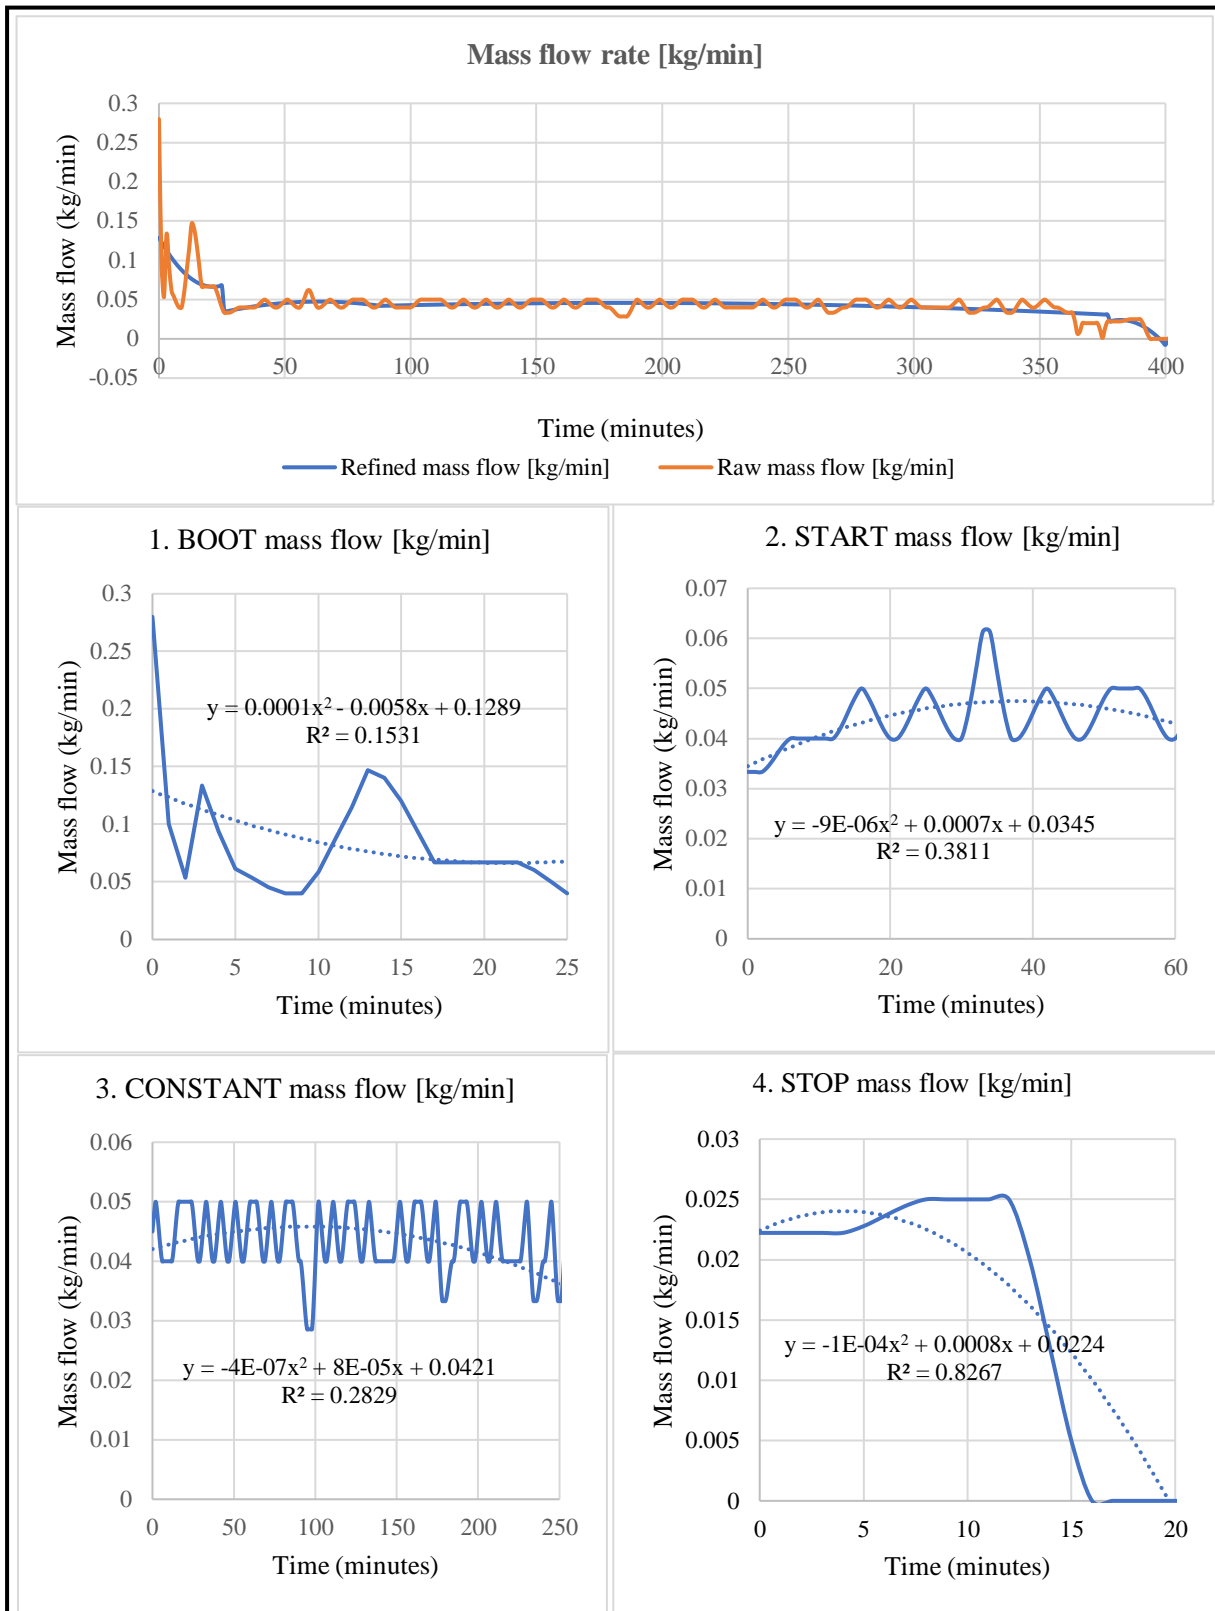 Mass flow rate [kg/min]
Mass flow (kg/min)
0.3
0.25
0.2
0.15
0.1
0.05
0
-0.05
0 50 100 150 200 250 300 350 400
Time (minutes)
Refined mass flow [kg/min] Raw mass flow [kg/min]
1. BOOT mass flow [kg/min]
Mass flow (kg/min)
0.3
0.25
0.2
0.15
0.1
0.05
0
y = 0.0001x² - 0.0058x + 0.1289
R² = 0.1531
0 5 10 15 20 25
Time (minutes)
2. START mass flow [kg/min]
Mass flow (kg/min)
0.07
0.06
0.05
0.04
0.03
0.02
0.01
0
y = -9E-06x² + 0.0007x + 0.0345
R² = 0.3811
0 20 40 60
Time (minutes)
3. CONSTANT mass flow [kg/min]
Mass flow (kg/min)
0.06
0.05
0.04
0.03
0.02
0.01
0
y = -4E-07x² + 8E-05x + 0.0421
R² = 0.2829
0 50 100 150 200 250
Time (minutes)
4. STOP mass flow [kg/min]
Mass flow (kg/min)
0.03
0.025
0.02
0.015
0.01
0.005
0
y = -1E-04x² + 0.0008x + 0.0224
R² = 0.8267
0 5 10 15 20
Time (minutes)